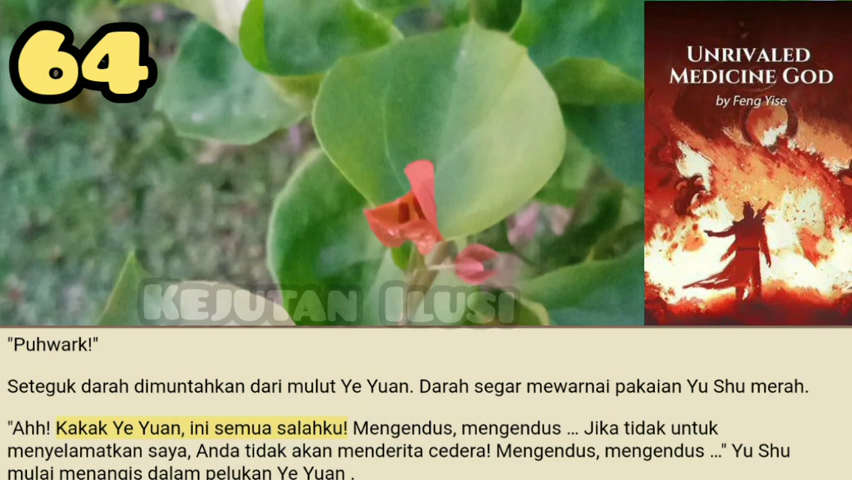 64
UNRIVALED
MEDICINE GOD
by Feng Yise
KEJUTAN ILUSI
"Puhwark!"
Seteguk darah dimuntahkan dari mulut Ye Yuan. Darah segar mewarnai pakaian Yu Shu merah.
"Ahh! Kakak Ye Yuan, ini semua salahku! Mengendus, mengendus ... Jika tidak untuk
menyelamatkan saya, Anda tidak akan menderita cedera! Mengendus, mengendus ..." Yu Shu
mulai menangis dalam pelukan Ye Yuan .